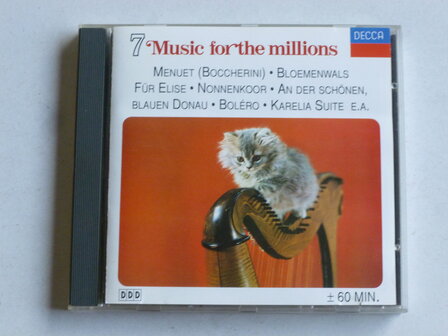 7 Music for the millions
DECCA
MENUET (BOCCHERINI) • BLOEMENWALS
FÜR ELISE • NONNENKOOR • AN DER SCHÖNEN,
BLAUEN DONAU • BOLÉRO • KARELIA SUITE E.A.
DDD
± 60 MIN.